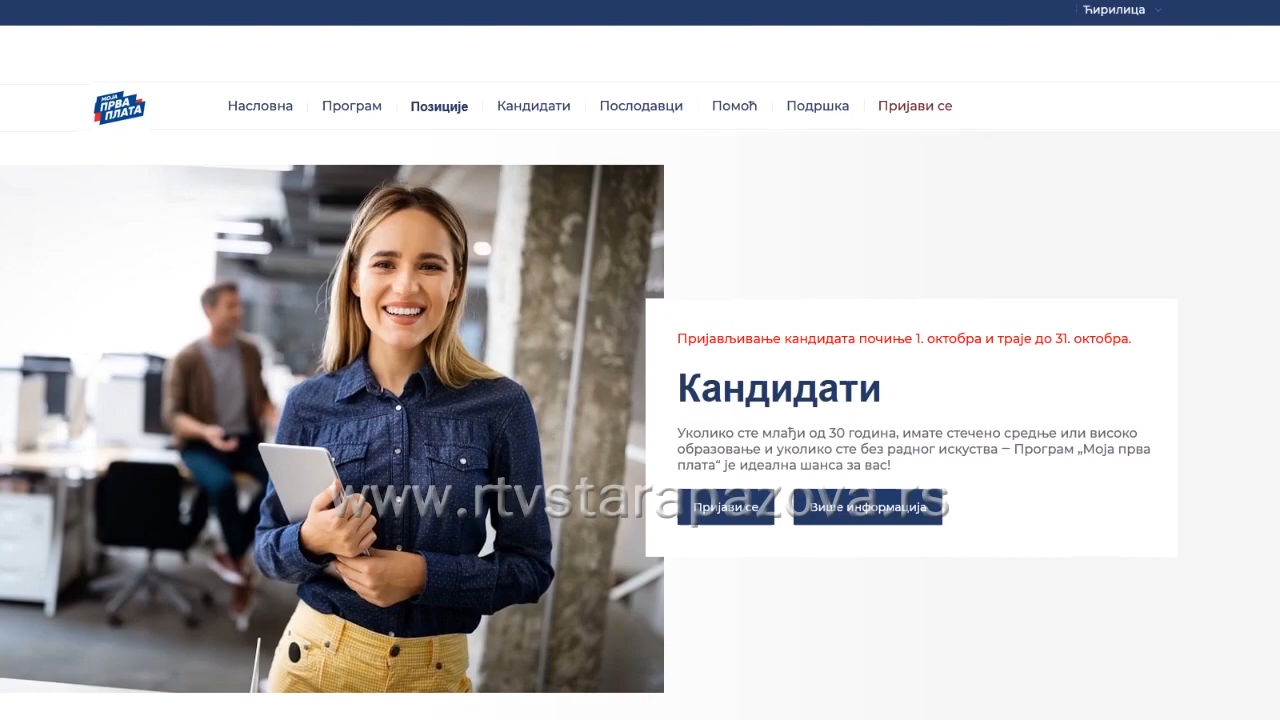 Ћирилица
МОЈА
ПРВА
ПЛАТА
Насловна Програм Позиције Кандидати Послодавци Помоћ Подршка Пријави се
Пријављивање кандидата почиње 1. октобра и траје до 31. октобра.
Кандидати
Уколико сте млађи од 30 година, имате стечено средње или високо
образовање и уколико сте без радног искуства – Програм „Моја прва
плата“ је идеална шанса за вас!
www.rtvstarapazova.rs
Пријави се Више информација